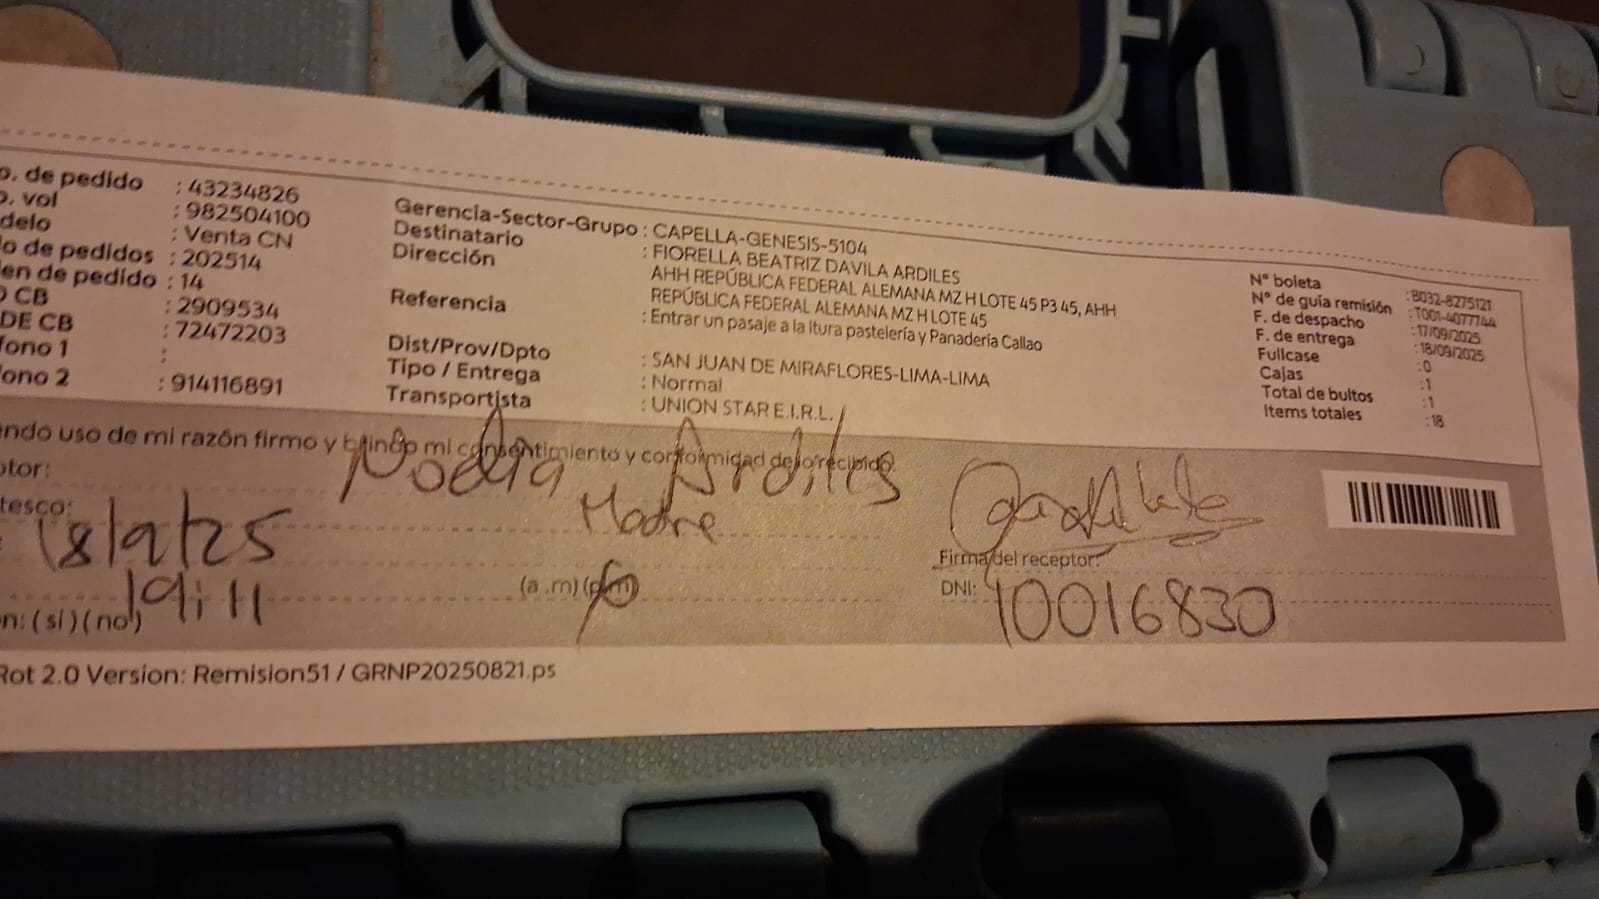 o. de pedido : 43234826
o. vol : 982504100
delo : Venta CN
lo de pedidos : 202514
den de pedido : 14
O CB : 2909534
DE CB : 72472203
fono 1 :
fono 2 : 914116891
Gerencia-Sector-Grupo : CAPELLA-GENESIS-5104
Destinatario : FIORELLA BEATRIZ DAVILA ARDILES
Dirección AHH REPÚBLICA FEDERAL ALEMANA MZ H LOTE 45 P3 45, AHH
REPÚBLICA FEDERAL ALEMANA MZ H LOTE 45
Referencia : Entrar un pasaje a la itura pastelería y Panadería Callao
Dist/Prov/Dpto : SAN JUAN DE MIRAFLORES-LIMA-LIMA
Tipo / Entrega : Normal
Transportista : UNION STAR E.I.R.L.
N° boleta : B032-8275121
N° de guía remisión : T001-4077744
F. de despacho : 17/09/2025
F. de entrega : 18/09/2025
Fullcase : 0
Cajas : 1
Total de bultos : 1
Items totales : 18
endo uso de mi razón firmo y brindo mi consentimiento y conformidad de lo recibido.
ptor: Nadia Ardiles
tesco: Madre
: 18/9/25
19:11 (a .m) (p.m)
n: ( sí ) ( no )
Firma del receptor:
DNI: 10016830
Rot 2.0 Version: Remision51 / GRNP20250821.ps